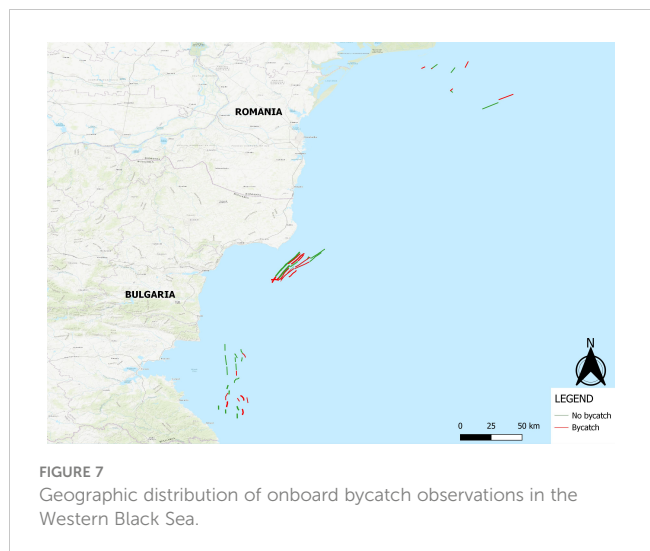 ROMANIA
BULGARIA
N
LEGEND
No bycatch
Bycatch
0 25 50 km
FIGURE 7
Geographic distribution of onboard bycatch observations in the
Western Black Sea.